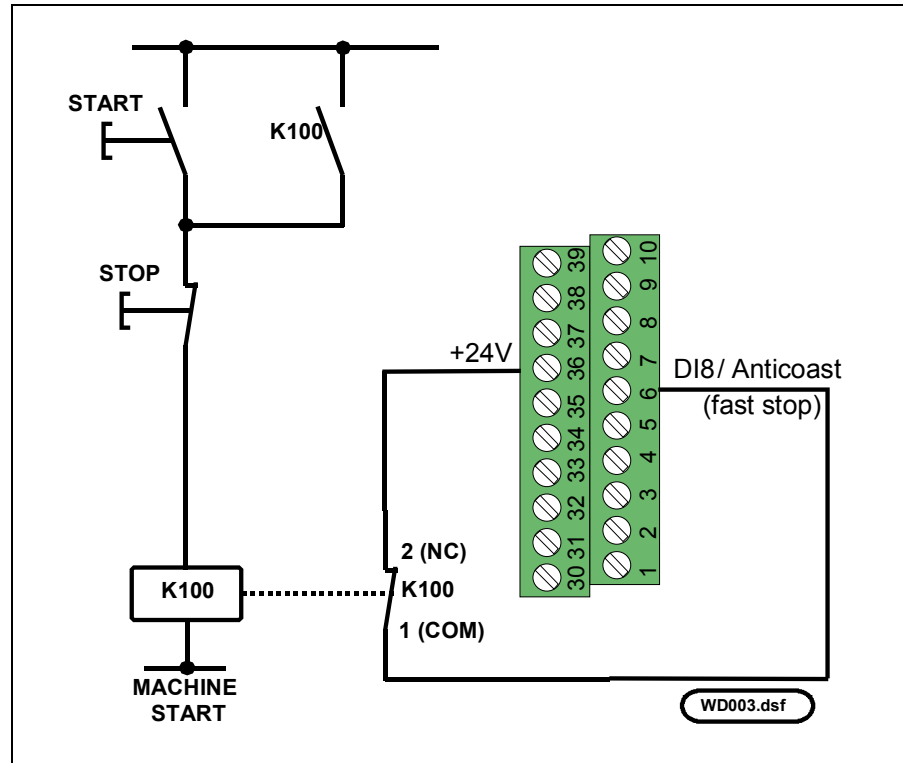 START
K100
STOP
+24V
DI8/ Anticoast
(fast stop)
39
38
37
36
35
34
33
32
31
30
10
9
8
7
6
5
4
3
2
1
2 (NC)
K100
K100
1 (COM)
MACHINE
START
WD003.dsf